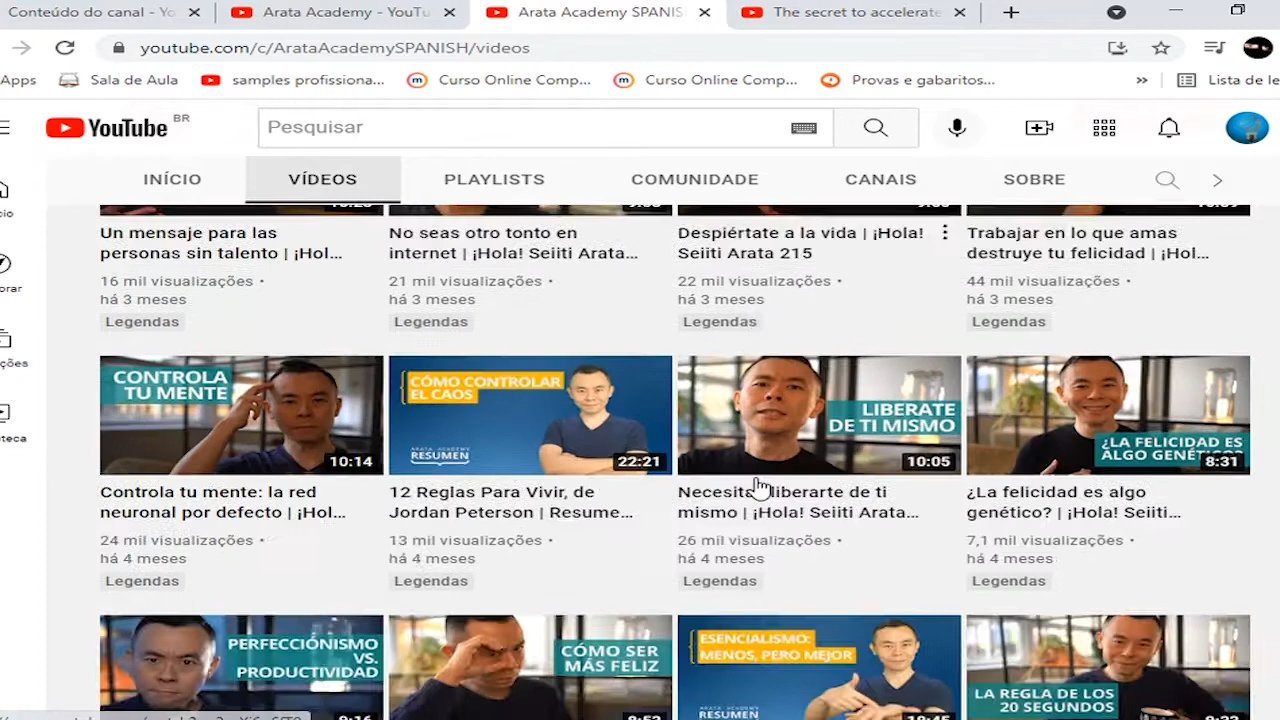 Conteúdo do canal - Yo
Arata Academy - YouTu
Arata Academy SPANIS
The secret to accelerate
youtube.com/c/ArataAcademySPANISH/videos
Apps
Sala de Aula
samples profissiona...
Curso Online Comp...
Curso Online Comp...
Provas e gabaritos...
»
Lista de le
YouTube BR
Pesquisar
INÍCIO
VÍDEOS
PLAYLISTS
COMUNIDADE
CANAIS
SOBRE
Un mensaje para las
personas sin talento | ¡Hol...
16 mil visualizações •
há 3 meses
Legendas
No seas otro tonto en
internet | ¡Hola! Seiiti Arata...
21 mil visualizações •
há 3 meses
Legendas
Despiértate a la vida | ¡Hola!
Seiiti Arata 215
22 mil visualizações •
há 3 meses
Legendas
Trabajar en lo que amas
destruye tu felicidad | ¡Hol...
44 mil visualizações •
há 3 meses
Legendas
CONTROLA
TU MENTE
10:14
Controla tu mente: la red
neuronal por defecto | ¡Hol...
24 mil visualizações •
há 4 meses
Legendas
CÓMO CONTROLAR
EL CAOS
ARATA ACADEMY
RESUMEN
22:21
12 Reglas Para Vivir, de
Jordan Peterson | Resume...
13 mil visualizações •
há 4 meses
Legendas
LIBERATE
DE TI MISMO
10:05
Necesita liberarte de ti
mismo | ¡Hola! Seiiti Arata...
26 mil visualizações •
há 4 meses
Legendas
¿LA FELICIDAD ES
ALGO GENÉTICO?
8:31
¿La felicidad es algo
genético? | ¡Hola! Seiiti...
7,1 mil visualizações •
há 4 meses
Legendas
PERFECCIÓNISMO
VS.
PRODUCTIVIDAD
CÓMO SER
MÁS FELIZ
ESENCIALISMO:
MENOS, PERO MEJOR
ARATA ACADEMY
RESUMEN
LA REGLA DE LOS
20 SEGUNDOS